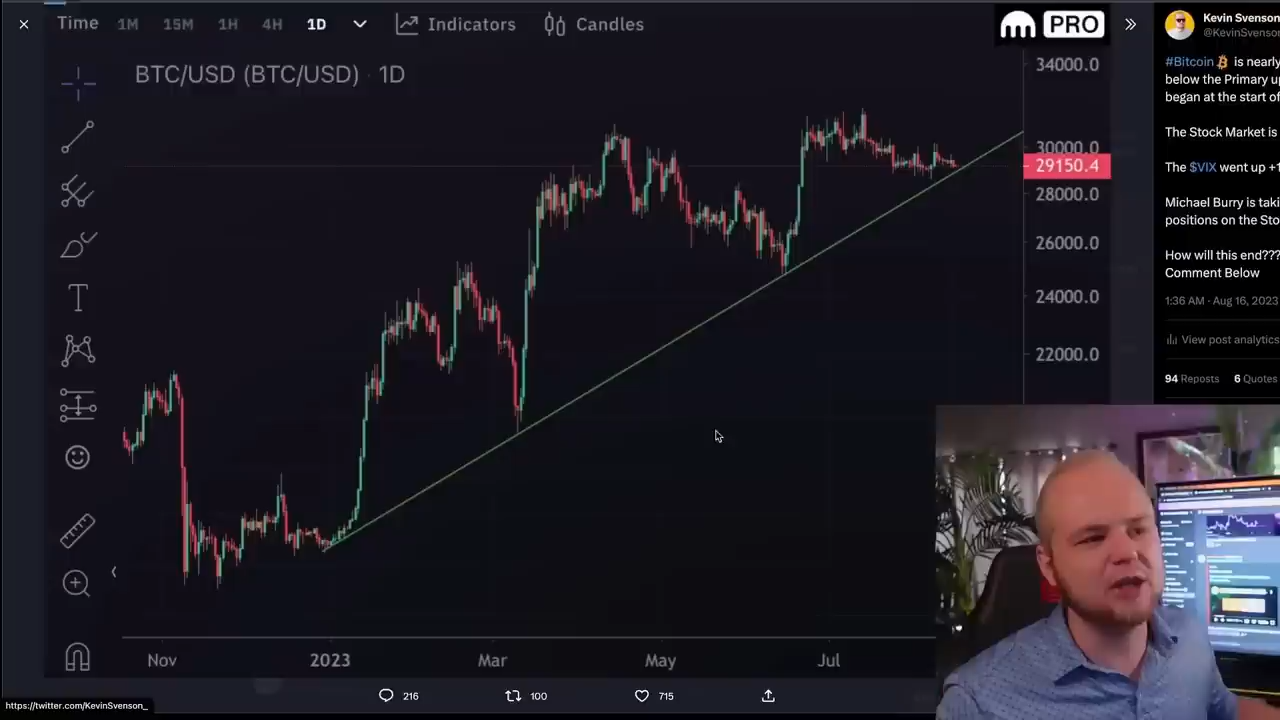 Time 1M 15M 1H 4H 1D Indicators Candles
PRO
BTC/USD (BTC/USD) · 1D
34000.0
30000.0
29150.4
28000.0
26000.0
24000.0
22000.0
Nov 2023 Mar May Jul
216 100 715
https://twitter.com/KevinSvenson_
Kevin Svenson
@KevinSvenson
#Bitcoin is nearly
below the Primary
began at the start of
The Stock Market is
The $VIX went up +1
Michael Burry is
positions on the
How will this end???
Comment Below
1:36 AM · Aug 16, 2023
View post analytics
94 Reposts 6 Quotes